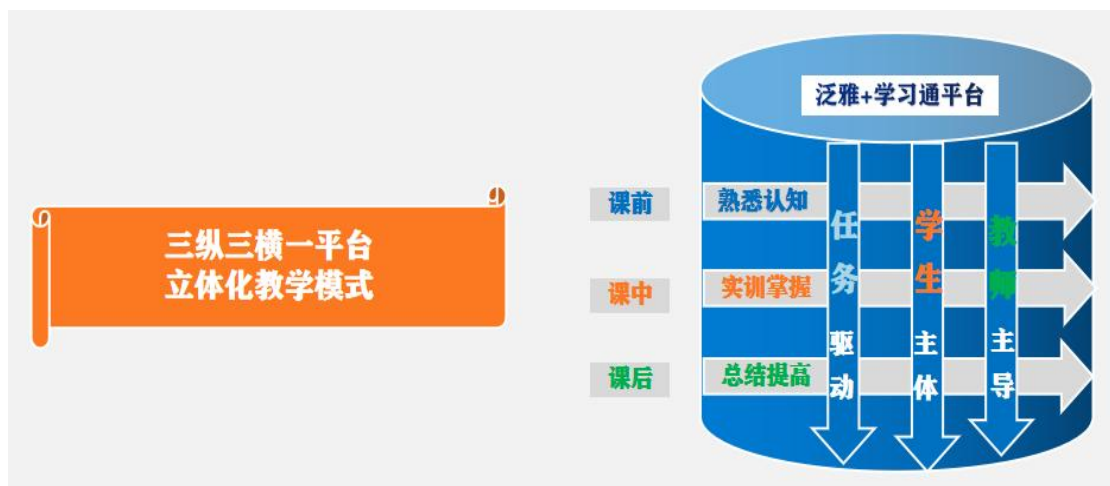 泛雅+学习通平台
三纵三横一平台
立体化教学模式
课前
熟悉认知
课中
实训掌握
课后
总结提高
任务驱动
学生主体
教师主导